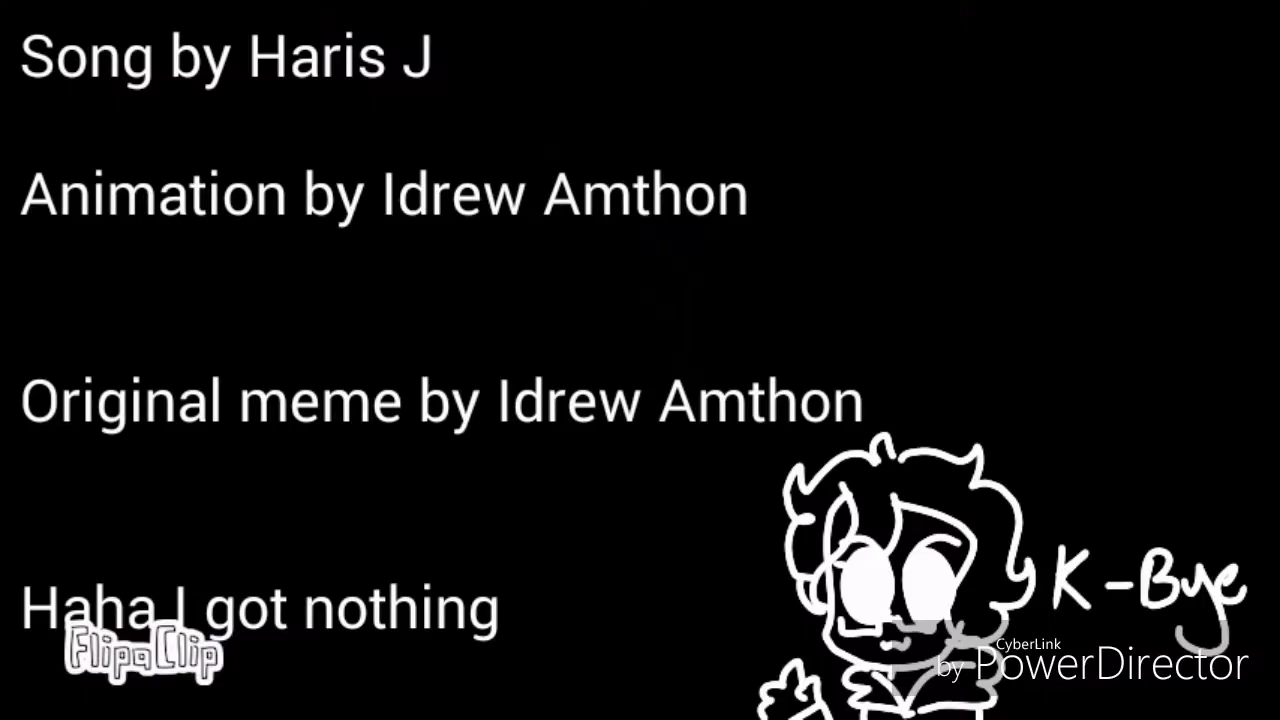 Song by Haris J
Animation by Idrew Amthon
Original meme by Idrew Amthon
K-Bye
Haha I got nothing
FlipaClip
CyberLink
by PowerDirector